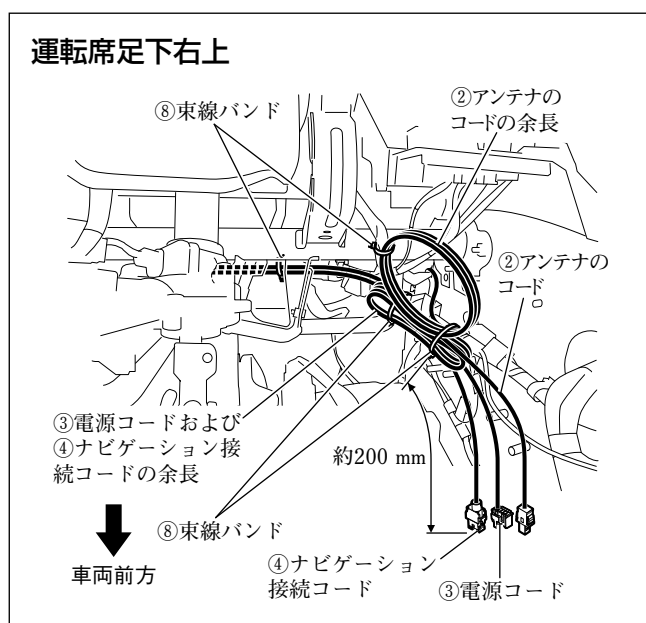 運転席足下右上
⑧束線バンド
②アンテナの
コードの余長
②アンテナの
コード
③電源コードおよび
④ナビゲーション接
続コードの余長
約200 mm
⑧束線バンド
④ナビゲーション
接続コード
③電源コード
車両前方